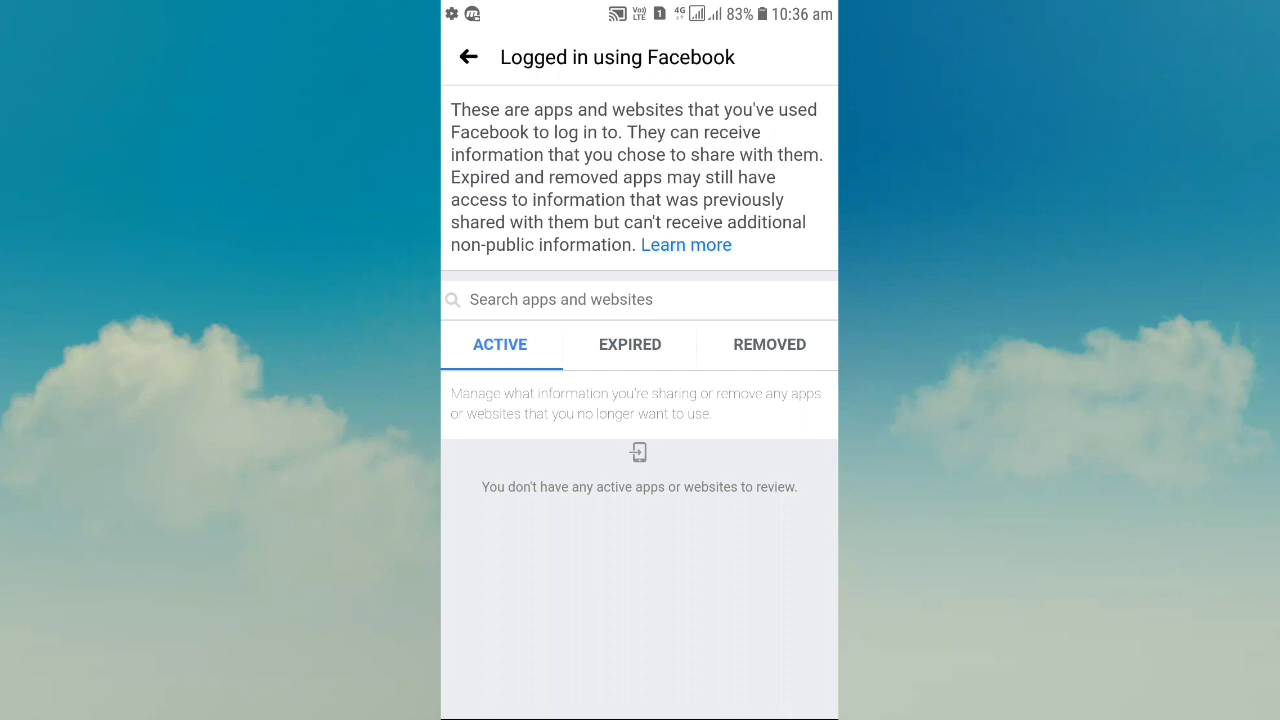 Vo) 1 4G 83% 10:36 am
LTE
Logged in using Facebook
These are apps and websites that you've used
Facebook to log in to. They can receive
information that you chose to share with them.
Expired and removed apps may still have
access to information that was previously
shared with them but can't receive additional
non-public information. Learn more
Search apps and websites
ACTIVE EXPIRED REMOVED
Manage what information you're sharing or remove any apps
or websites that you no longer want to use.
You don't have any active apps or websites to review.